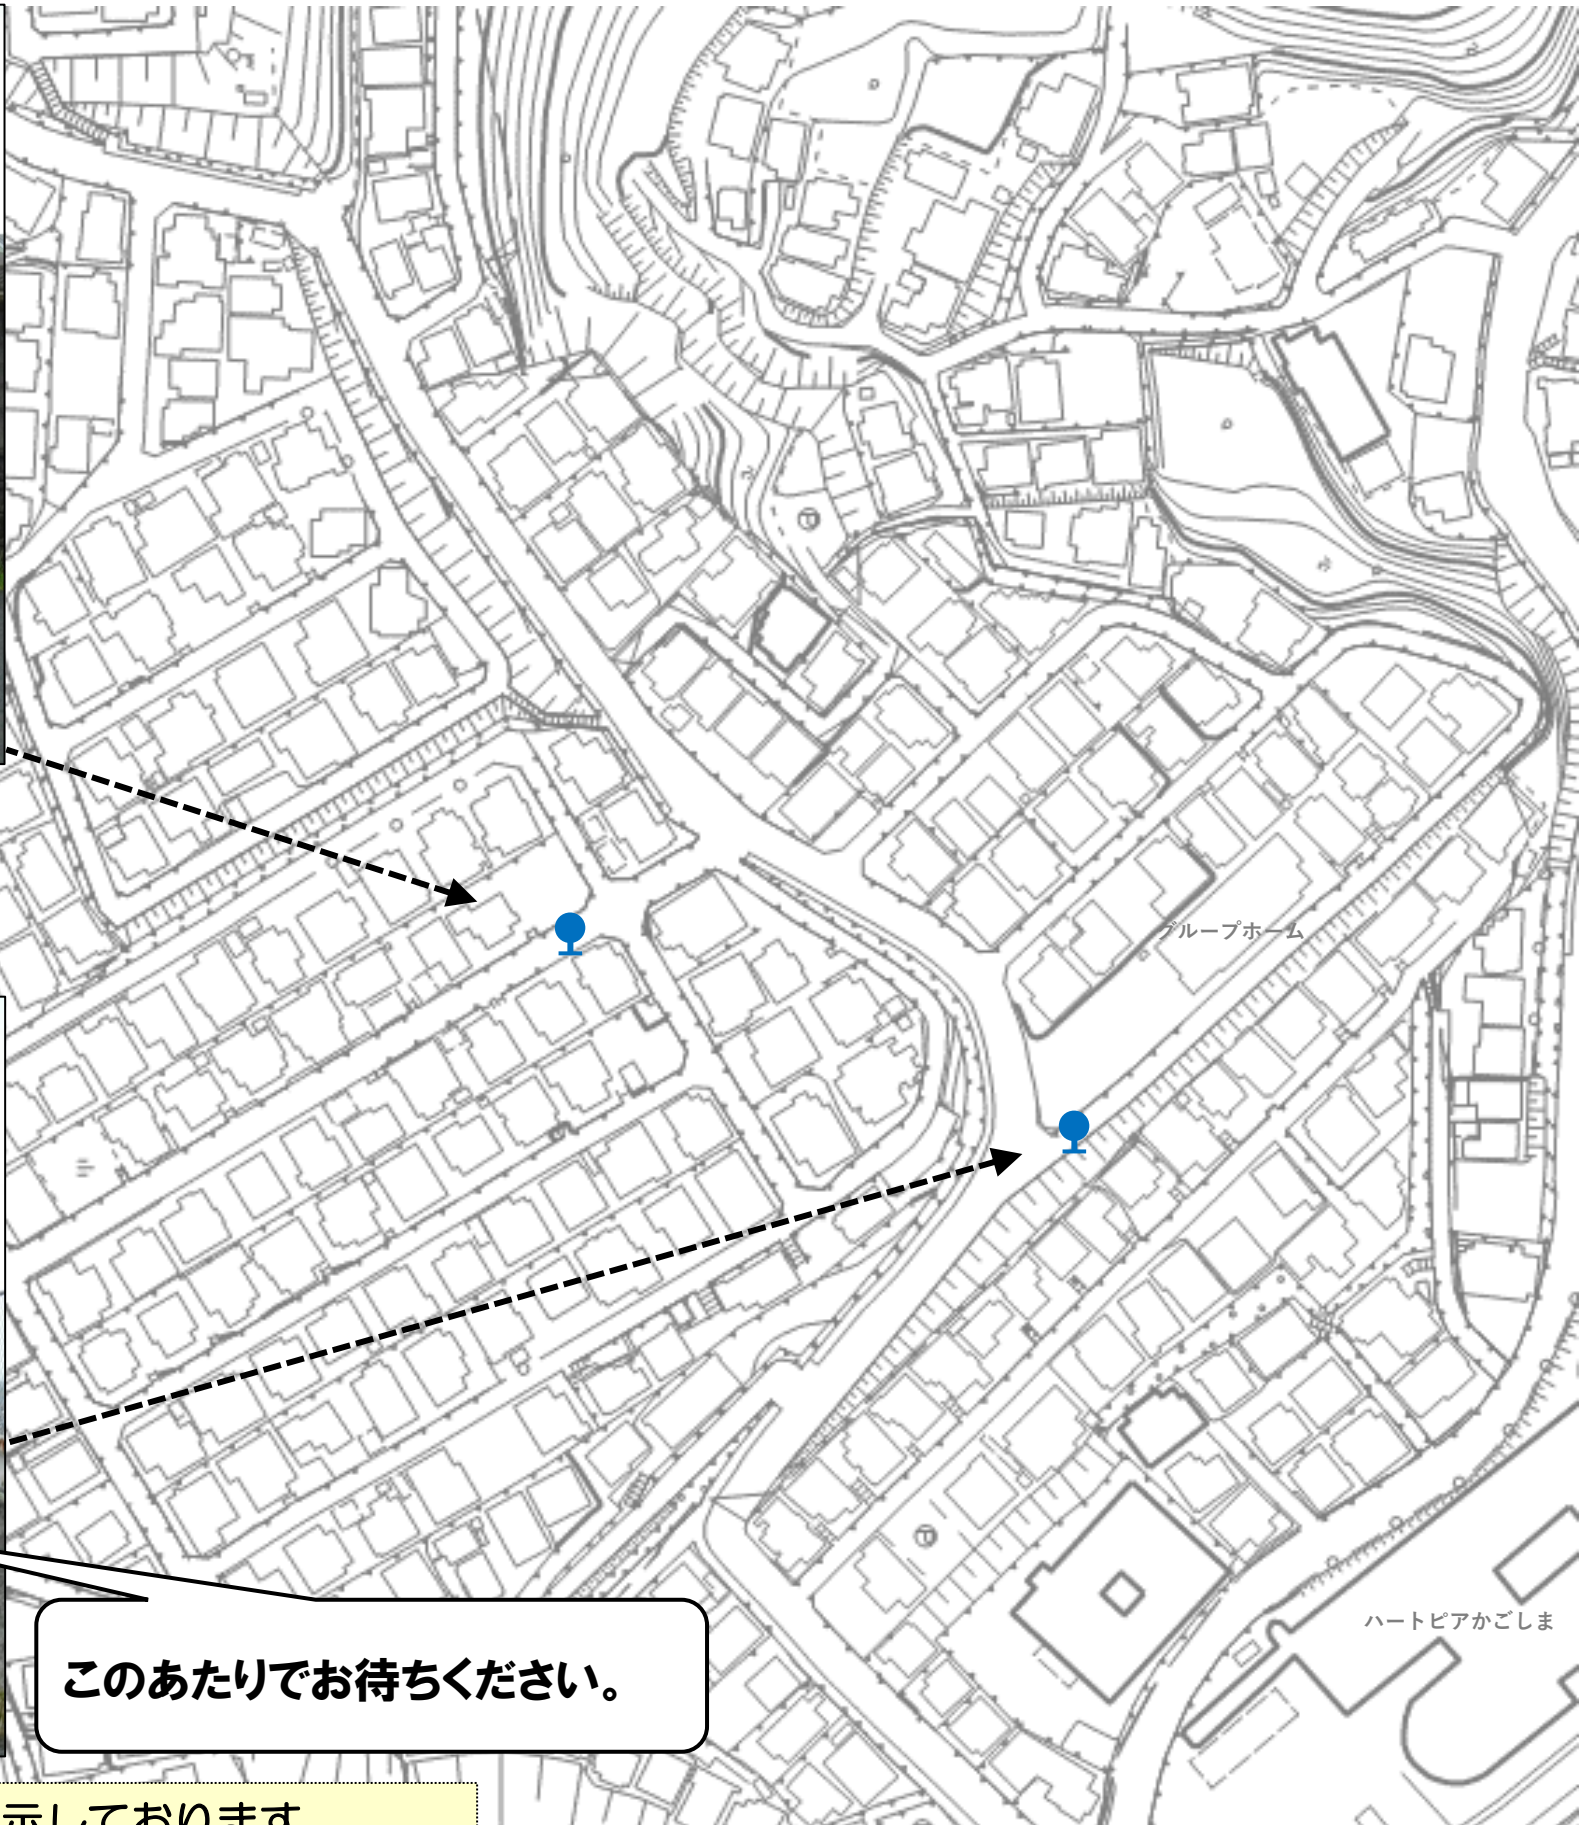 グループホーム
ハートピアかごしま
このあたりでお待ちください。
示しております